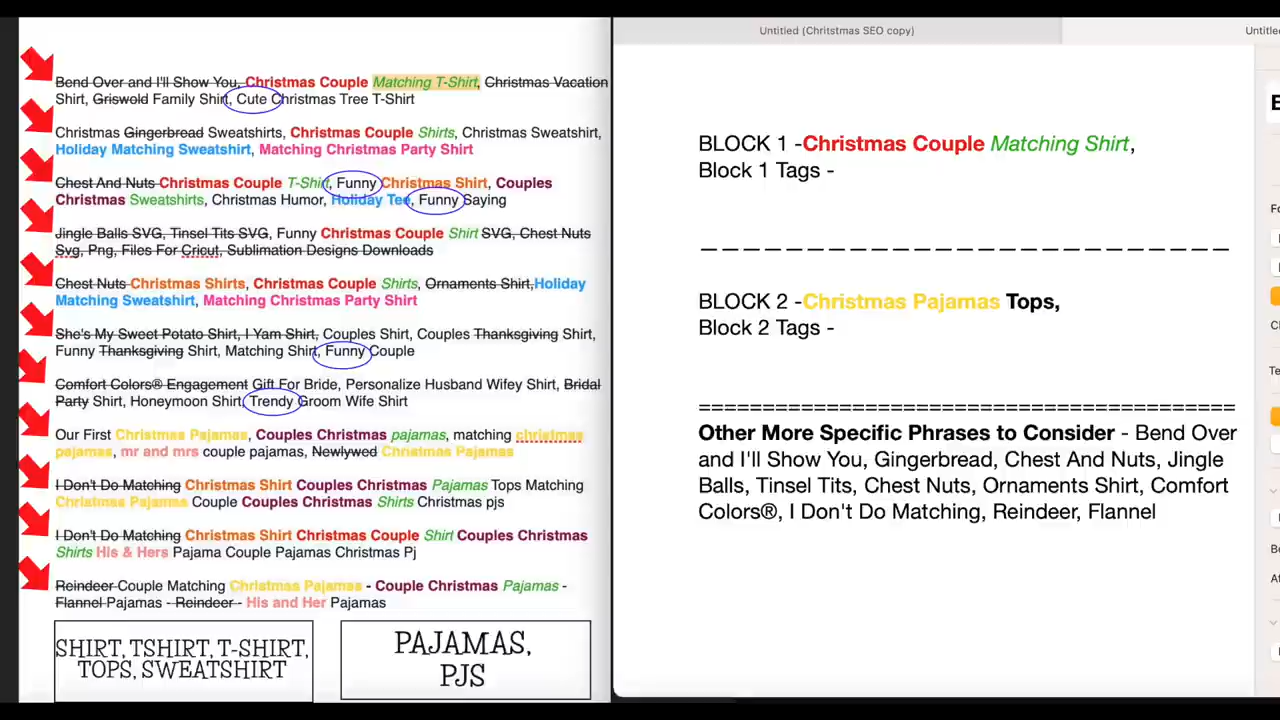 Untitled (Chritstmas SEO copy)
Untitle
Bend Over and I'll Show You, Christmas Couple Matching T-Shirt, Christmas Vacation
Shirt, Griswold Family Shirt, Cute Christmas Tree T-Shirt
Christmas Gingerbread Sweatshirts, Christmas Couple Shirts, Christmas Sweatshirt,
Holiday Matching Sweatshirt, Matching Christmas Party Shirt
Chest And Nuts Christmas Couple T-Shirt, Funny Christmas Shirt, Couples
Christmas Sweatshirts, Christmas Humor, Holiday Tee, Funny Saying
Jingle Balls SVG, Tinsel Tits SVG, Funny Christmas Couple Shirt SVG, Chest Nuts
Svg, Png, Files For Cricut, Sublimation Designs Downloads
Chest Nuts Christmas Shirts, Christmas Couple Shirts, Ornaments Shirt,Holiday
Matching Sweatshirt, Matching Christmas Party Shirt
She's My Sweet Potato Shirt, I Yam Shirt, Couples Shirt, Couples Thanksgiving Shirt,
Funny Thanksgiving Shirt, Matching Shirt, Funny Couple
Comfort Colors® Engagement Gift For Bride, Personalize Husband Wifey Shirt, Bridal
Party Shirt, Honeymoon Shirt, Trendy Groom Wife Shirt
Our First Christmas Pajamas, Couples Christmas pajamas, matching christmas
pajamas, mr and mrs couple pajamas, Newlywed Christmas Pajamas
I Don't Do Matching Christmas Shirt Couples Christmas Pajamas Tops Matching
Christmas Pajamas Couple Couples Christmas Shirts Christmas pjs
I Don't Do Matching Christmas Shirt Christmas Couple Shirt Couples Christmas
Shirts His & Hers Pajama Couple Pajamas Christmas Pj
Reindeer Couple Matching Christmas Pajamas - Couple Christmas Pajamas -
Flannel Pajamas - Reindeer - His and Her Pajamas
SHIRT, TSHIRT, T-SHIRT,
TOPS, SWEATSHIRT
PAJAMAS,
PJS
BLOCK 1 -Christmas Couple Matching Shirt,
Block 1 Tags -
BLOCK 2 -Christmas Pajamas Tops,
Block 2 Tags -
Other More Specific Phrases to Consider - Bend Over
and I'll Show You, Gingerbread, Chest And Nuts, Jingle
Balls, Tinsel Tits, Chest Nuts, Ornaments Shirt, Comfort
Colors®, I Don't Do Matching, Reindeer, Flannel